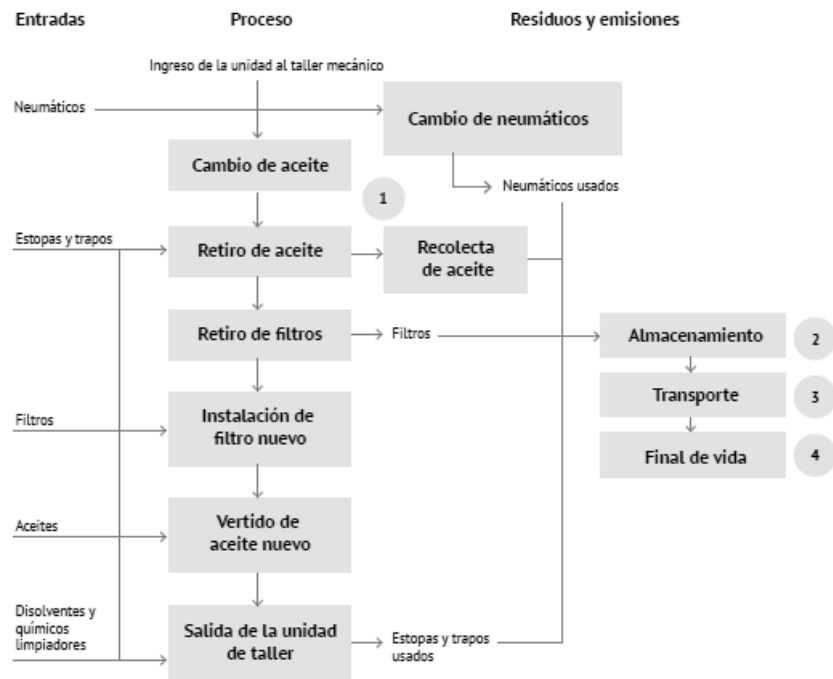 Entradas
Proceso
Residuos y emisiones
Ingreso de la unidad al taller mecánico
Neumáticos
Cambio de neumáticos
Cambio de aceite
1
Neumáticos usados
Estopas y trapos
Retiro de aceite
Recolecta
de aceite
Retiro de filtros
Filtros
Almacenamiento
2
Transporte
3
Filtros
Instalación de
filtro nuevo
Final de vida
4
Aceites
Vertido de
aceite nuevo
Disolventes y
químicos
limpiadores
Salida de la unidad
de taller
Estopas y trapos
usados